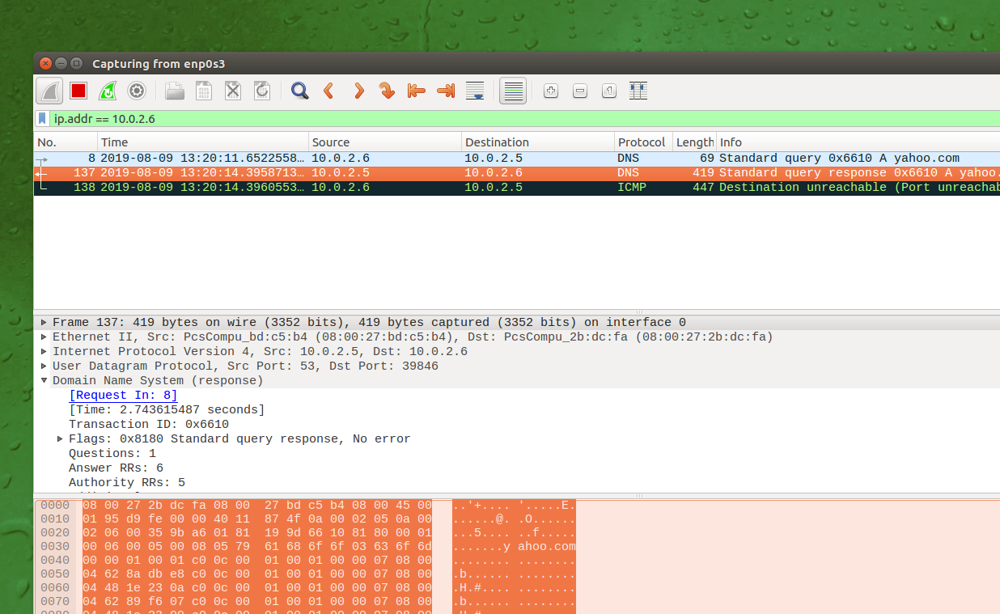 Capturing from enp0s3
ip.addr == 10.0.2.6
No. Time Source Destination Protocol Length Info
8 2019-08-09 13:20:11.6522558… 10.0.2.6 10.0.2.5 DNS 69 Standard query 0x6610 A yahoo.com
137 2019-08-09 13:20:14.3958713… 10.0.2.5 10.0.2.6 DNS 419 Standard query response 0x6610 A yahoo.
138 2019-08-09 13:20:14.3960553… 10.0.2.6 10.0.2.5 ICMP 447 Destination unreachable (Port unreachab
Frame 137: 419 bytes on wire (3352 bits), 419 bytes captured (3352 bits) on interface 0
Ethernet II, Src: PcsCompu_bd:c5:b4 (08:00:27:bd:c5:b4), Dst: PcsCompu_2b:dc:fa (08:00:27:2b:dc:fa)
Internet Protocol Version 4, Src: 10.0.2.5, Dst: 10.0.2.6
User Datagram Protocol, Src Port: 53, Dst Port: 39846
Domain Name System (response)
[Request In: 8]
[Time: 2.743615487 seconds]
Transaction ID: 0x6610
Flags: 0x8180 Standard query response, No error
Questions: 1
Answer RRs: 6
Authority RRs: 5
0000 08 00 27 2b dc fa 08 00 27 bd c5 b4 08 00 45 00 ..'+.... '.....E.
0010 01 95 d9 fe 00 00 40 11 87 4f 0a 00 02 05 0a 00 ......@. .O......
0020 02 06 00 35 9b a6 01 81 19 9d 66 10 81 80 00 01 ...5.... ..f.....
0030 00 06 00 05 00 08 05 79 61 68 6f 6f 03 63 6f 6d .......y ahoo.com
0040 00 00 01 00 01 c0 0c 00 01 00 01 00 00 07 08 00 ........ ........
0050 04 62 8a db e8 c0 0c 00 01 00 01 00 00 07 08 00 .b...... ........
0060 04 48 1e 23 0a c0 0c 00 01 00 01 00 00 07 08 00 .H.#.... ........
0070 04 62 89 f6 07 c0 0c 00 01 00 01 00 00 07 08 00 .b...... ........